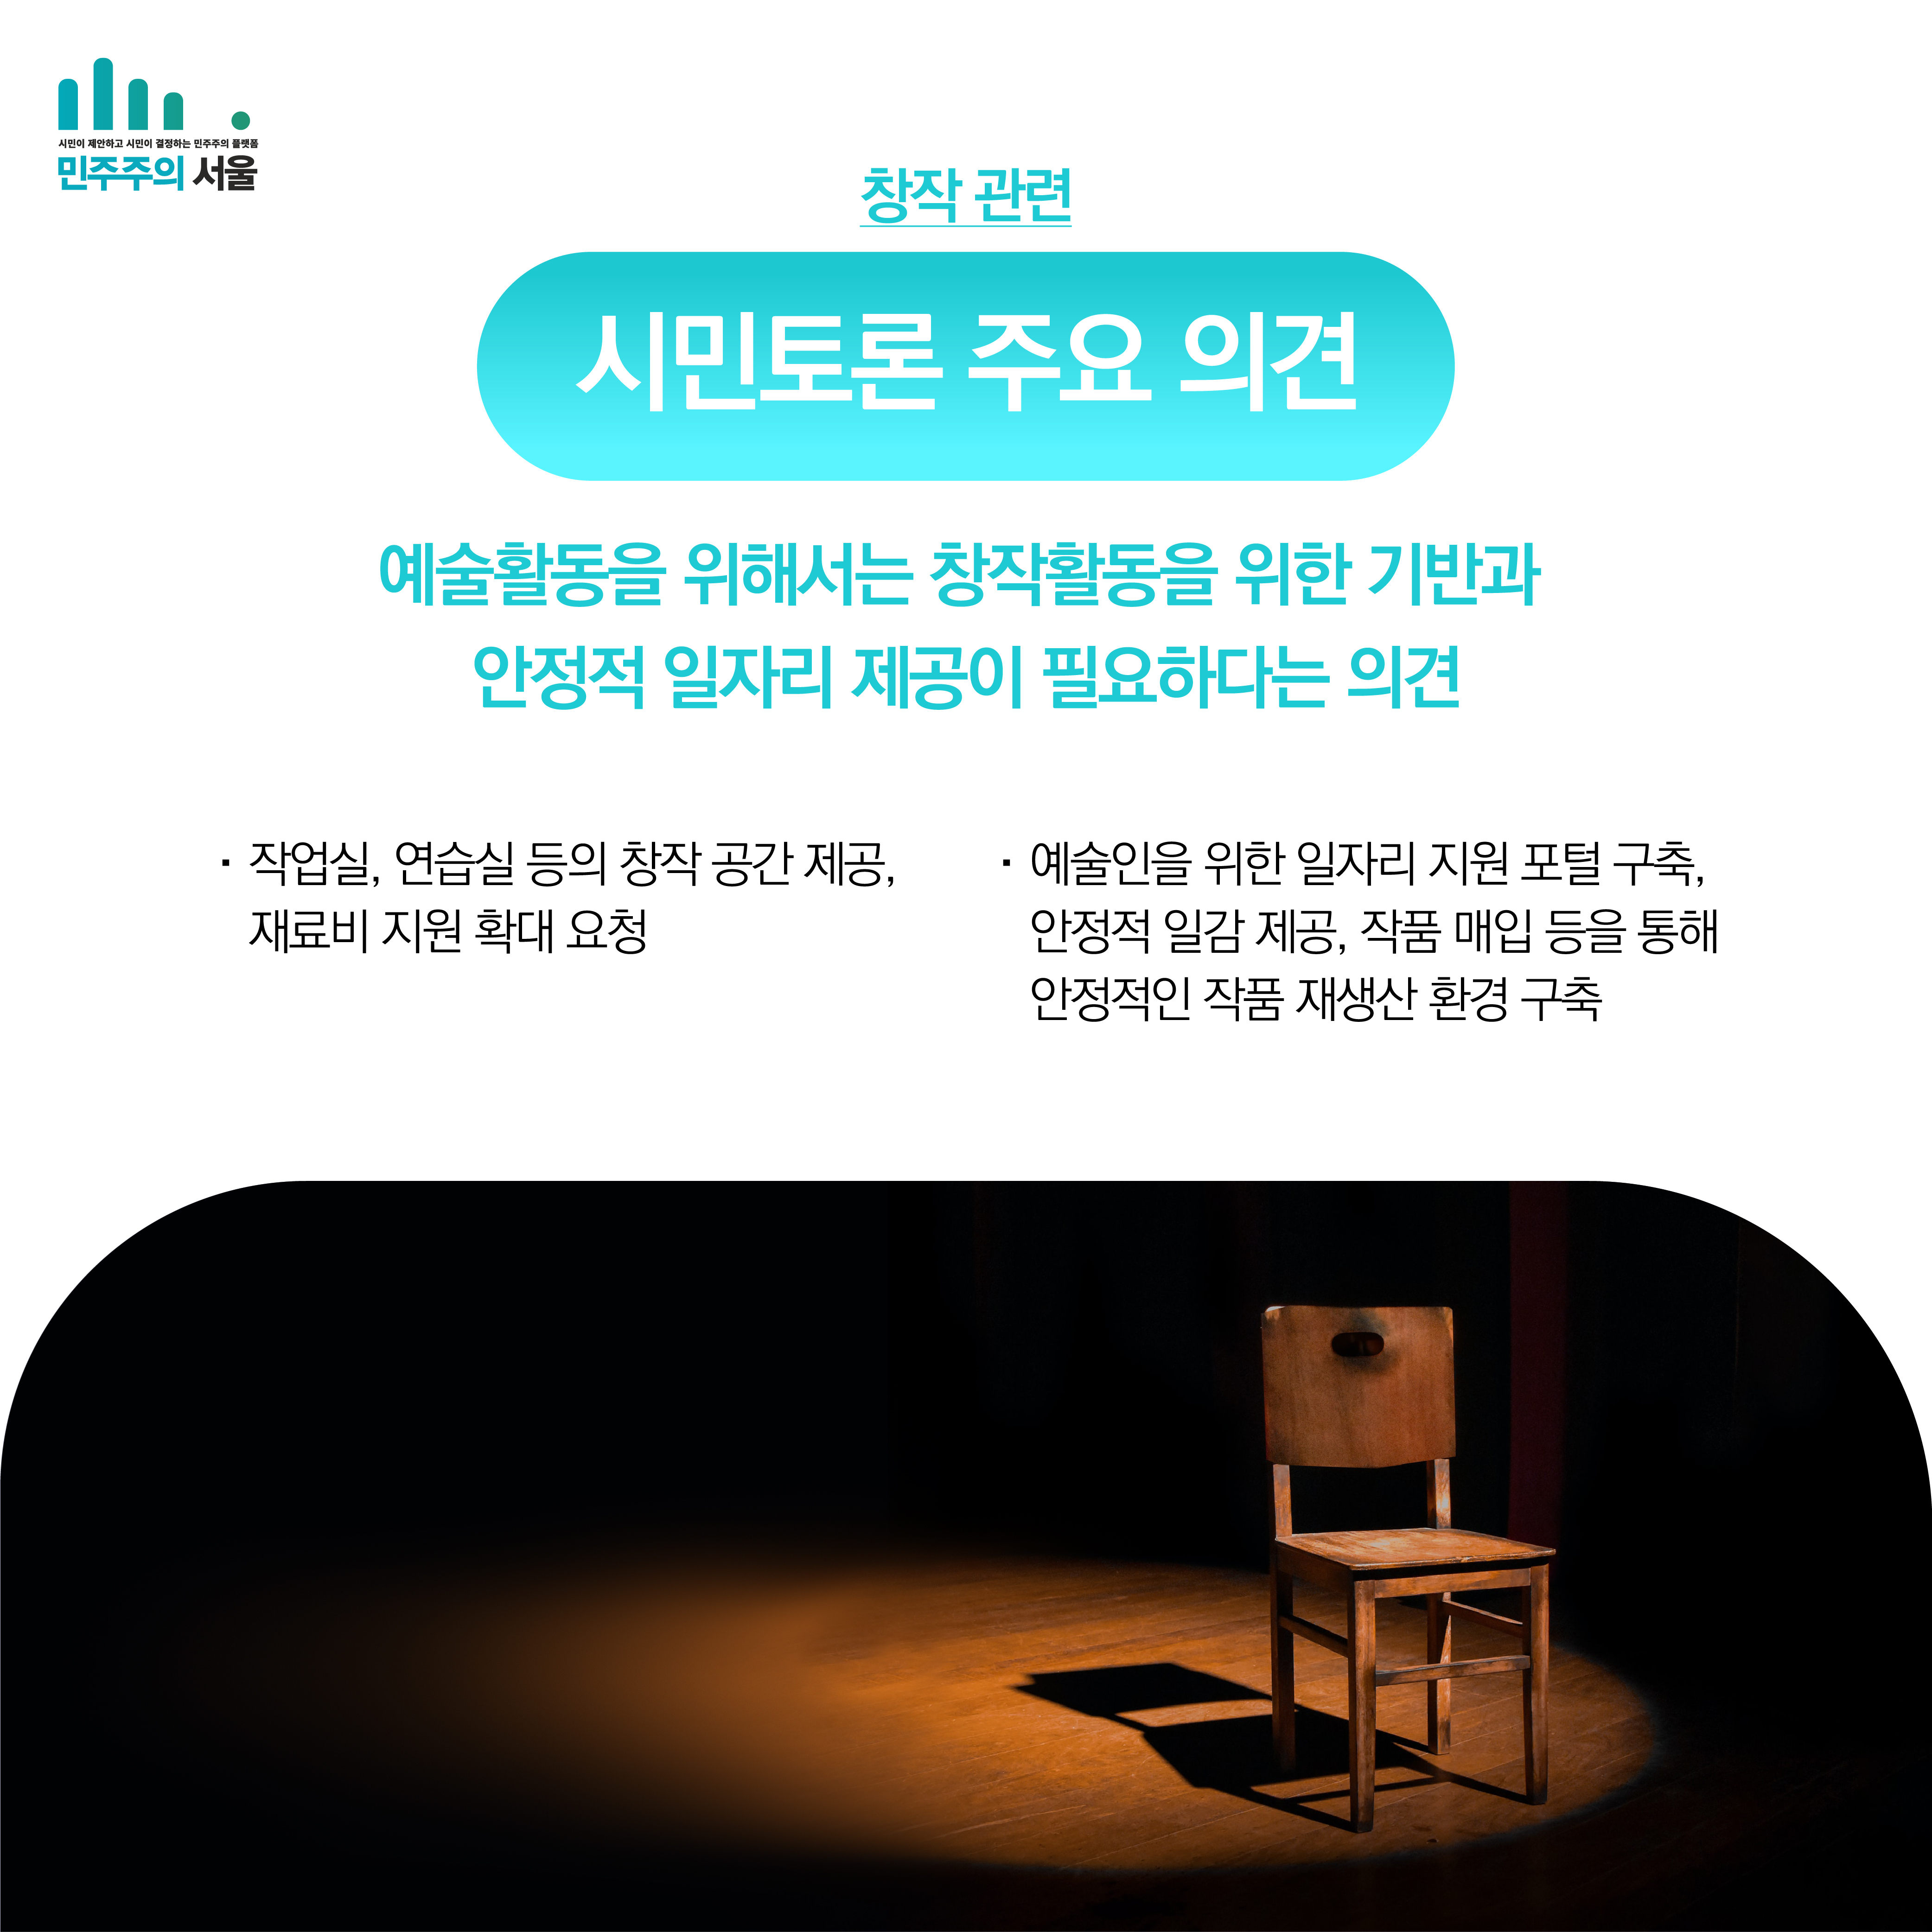 시민이 제안하고 시민이 결정하는 민주주의 플랫폼
민주주의 서울
창작 관련
시민토론 주요 의견
예술활동을 위해서는 창작활동을 위한 기반과
안정적 일자리 제공이 필요하다는 의견
· 작업실, 연습실 등의 창작 공간 제공,
재료비 지원 확대 요청
· 예술인을 위한 일자리 지원 포털 구축,
안정적 일감 제공, 작품 매입 등을 통해
안정적인 작품 재생산 환경 구축